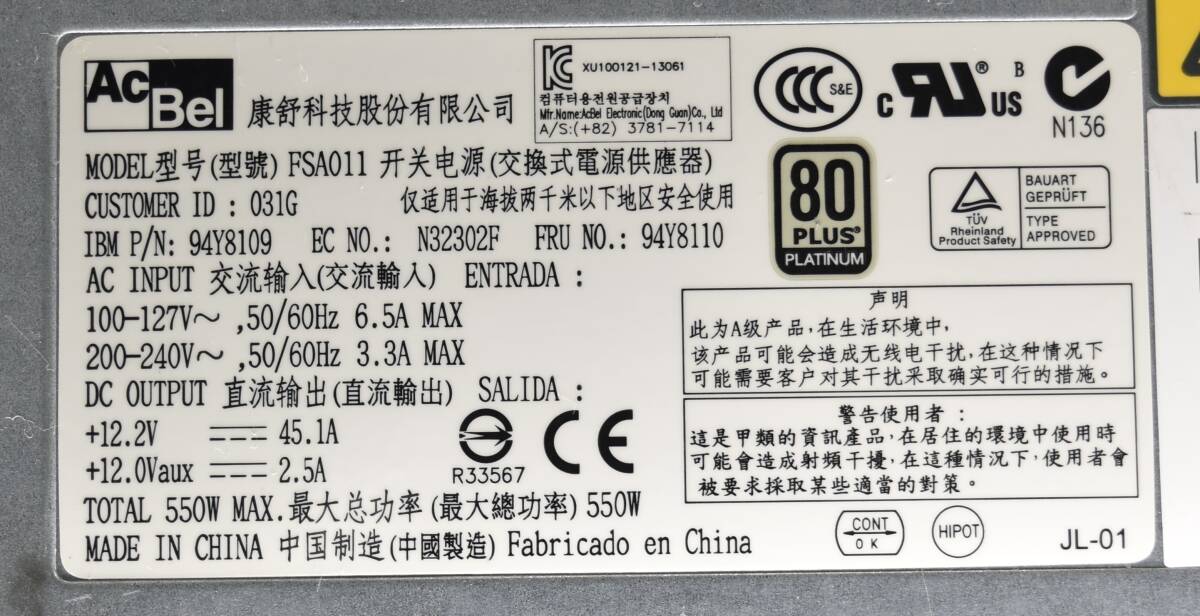 AcBel 康舒科技股份有限公司
KC XU100121-13061
컴퓨터용전원공급장치
Mfr.Name:AcBel Electronic(Dong Guan)Co., Ltd
A/S:(+82) 3781-7114
CCC S&E
c RU ® US B
N136
MODEL型号(型號) FSA011 开关电源(交換式電源供應器)
CUSTOMER ID : 031G 仅适用于海拔两千米以下地区安全使用
IBM P/N: 94Y8109 EC NO.: N32302F FRU NO.: 94Y8110
80
PLUS®
PLATINUM
TÜV
Rheinland
Product Safety
BAUART
GEPRÜFT
TYPE
APPROVED
AC INPUT 交流输入(交流輸入) ENTRADA :
100-127V～ ,50/60Hz 6.5A MAX
200-240V～ ,50/60Hz 3.3A MAX
DC OUTPUT 直流输出(直流輸出) SALIDA :
+12.2V 45.1A
+12.0Vaux 2.5A
R33567
CE
TOTAL 550W MAX.最大总功率(最大總功率) 550W
MADE IN CHINA 中国制造(中國製造) Fabricado en China
声明
此为A级产品,在生活环境中,
该产品可能会造成无线电干扰,在这种情况下
可能需要客户对其干扰采取确实可行的措施。
警告使用者：
這是甲類的資訊產品,在居住的環境中使用時
可能會造成射頻干擾,在這種情況下,使用者會
被要求採取某些適當的對策。
CONT
OK
HIPOT
JL-01